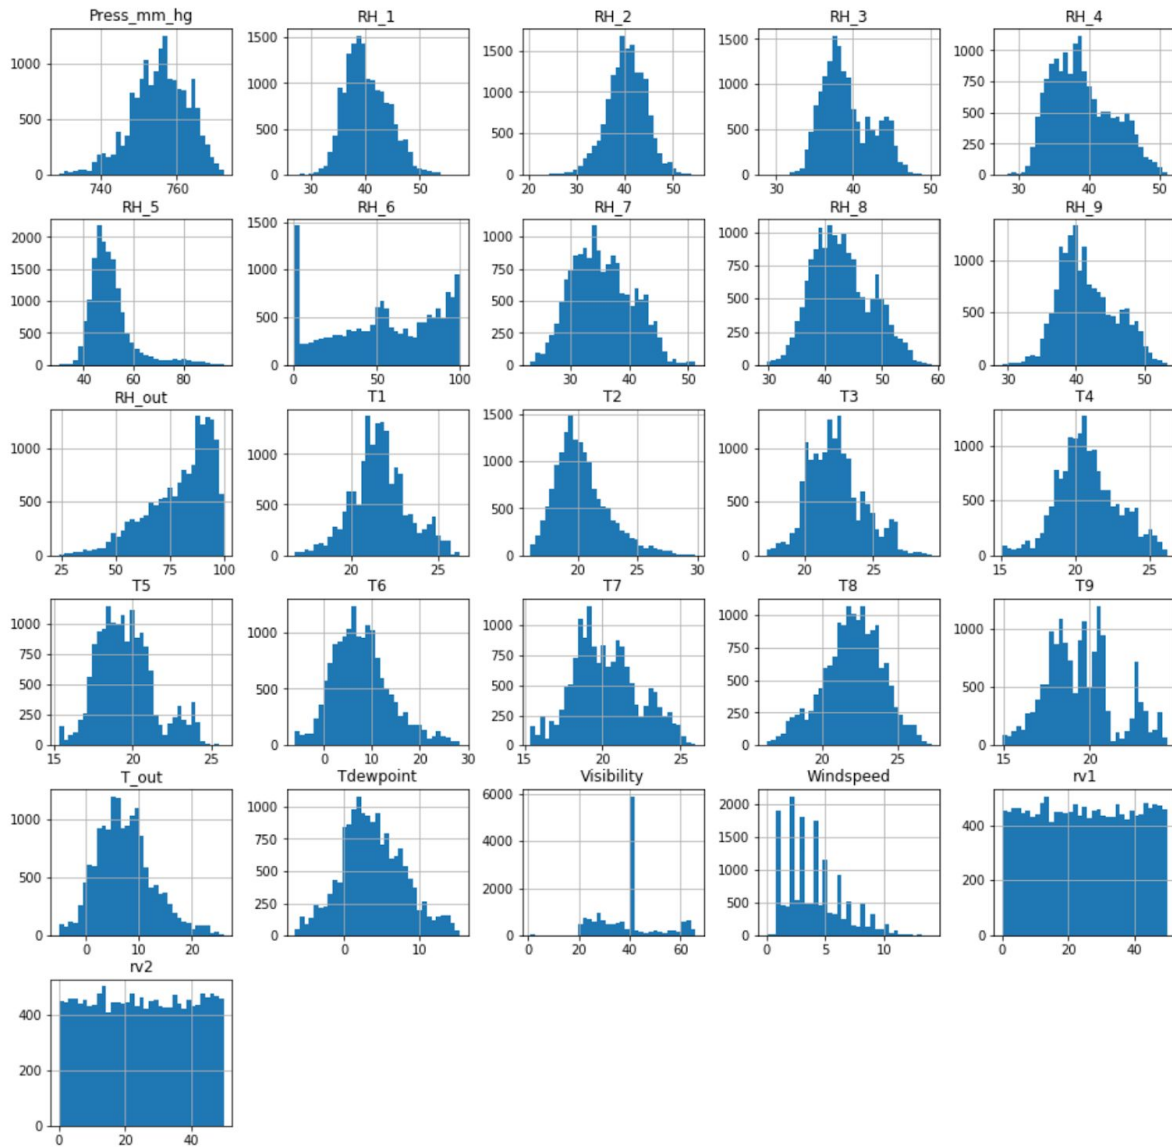 Press_mm_hg
1000
500
0
740 760
RH_1
1500
1000
500
0
30 40 50
RH_2
1500
1000
500
0
20 30 40 50
RH_3
1500
1000
500
0
30 40 50
RH_4
1000
750
500
250
0
30 40 50
RH_5
2000
1500
1000
500
0
40 60 80
RH_6
1500
1000
500
0
0 50 100
RH_7
1000
750
500
250
0
30 40 50
RH_8
1000
750
500
250
0
30 40 50 60
RH_9
1000
500
0
30 40 50
RH_out
1000
500
0
25 50 75 100
T1
1000
500
0
20 25
T2
1500
1000
500
0
20 25 30
T3
1000
500
0
20 25
T4
1000
500
0
15 20 25
T5
1000
750
500
250
0
15 20 25
T6
1000
500
0
0 10 20 30
T7
1000
750
500
250
0
15 20 25
T8
1000
750
500
250
0
20 25
T9
1000
500
0
15 20
T_out
1000
500
0
0 10 20
Tdewpoint
1000
750
500
250
0
0 10
Visibility
6000
4000
2000
0
0 20 40 60
Windspeed
2000
1500
1000
500
0
0 5 10
rv1
400
200
0
0 20 40
rv2
400
200
0
0 20 40